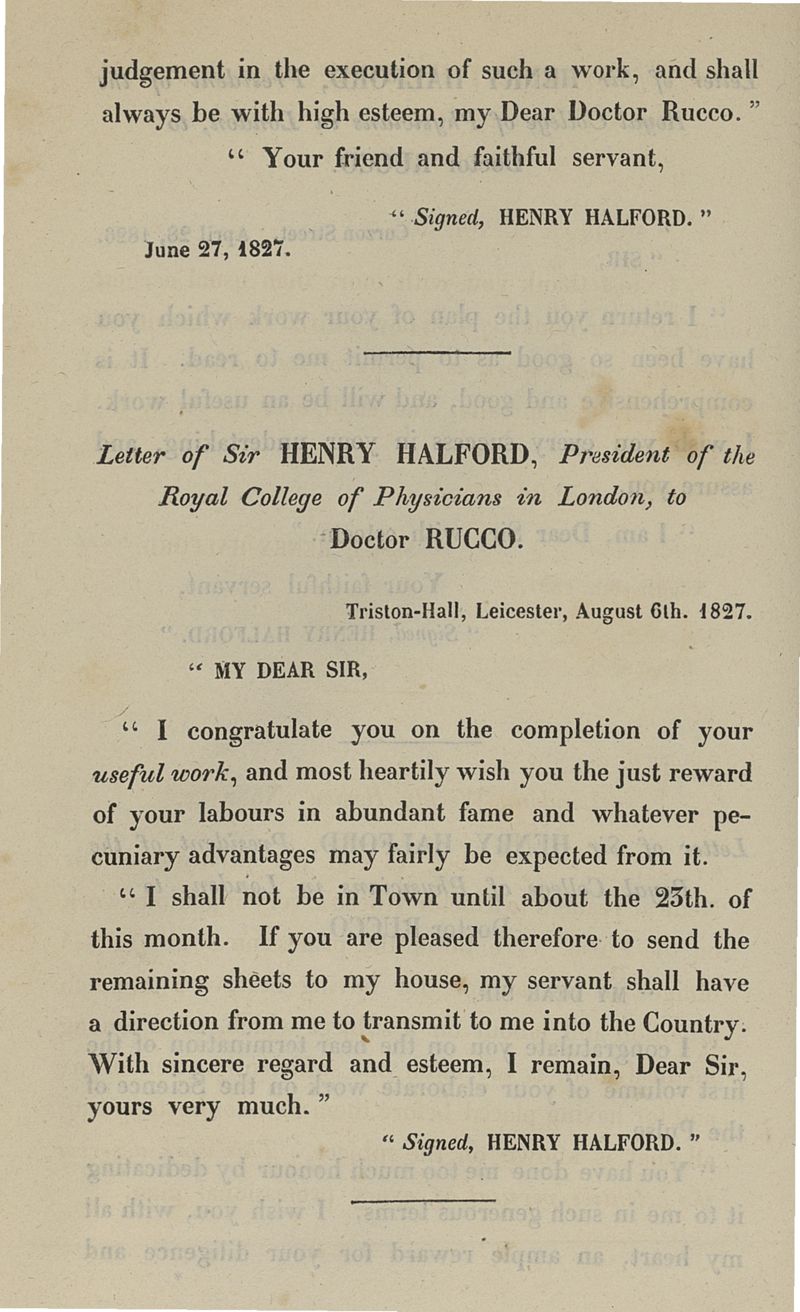 judgement in the execution of such a work, and shall
always be with high esteem, my Dear Doctor Rucco. ”
“ Your friend and faithful servant,
“ Signed, HENRY HALFORD. ”
June 27, 1827.
Letter of Sir HENRY HALFORD, President of the
Royal College of Physicians in London, to
Doctor RUCCO.
Triston-Hall, Leicester, August 6th. 1827.
“ MY DEAR SIR,
“ I congratulate you on the completion of your
useful work, and most heartily wish you the just reward
of your labours in abundant fame and whatever pe-
cuniary advantages may fairly be expected from it.
“ I shall not be in Town until about the 25th. of
this month. If you are pleased therefore to send the
remaining sheets to my house, my servant shall have
a direction from me to transmit to me into the Country.
With sincere regard and esteem, I remain, Dear Sir,
yours very much. ”
“ Signed, HENRY HALFORD. ”